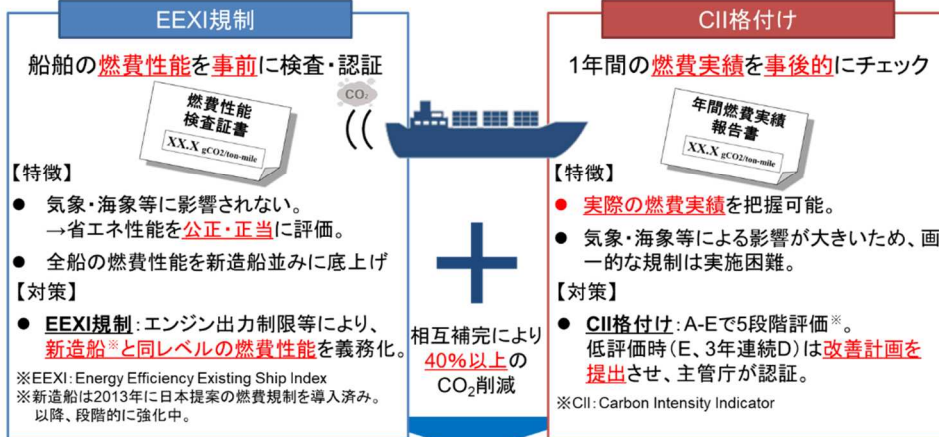 EEXI規制
船舶の燃費性能を事前に検査・認証
CO₂
燃費性能
検査証書
XX.X gCO2/ton-mile
【特徴】
● 気象・海象等に影響されない。
→省エネ性能を公正・正当に評価。
● 全船の燃費性能を新造船並みに底上げ
【対策】
● EEXI規制：エンジン出力制限等により、
新造船※と同レベルの燃費性能を義務化。
※EEXI：Energy Efficiency Existing Ship Index
※新造船は2013年に日本提案の燃費規制を導入済み。
以降、段階的に強化中。
相互補完により
40%以上の
CO₂削減
CII格付け
1年間の燃費実績を事後的にチェック
年間燃費実績
報告書
XX.X gCO2/ton-mile
【特徴】
● 実際の燃費実績を把握可能。
● 気象・海象等による影響が大きいため、画
一的な規制は実施困難。
【対策】
● CII格付け：A-Eで5段階評価※。
低評価時（E、3年連続D）は改善計画を
提出させ、主管庁が認証。
※CII：Carbon Intensity Indicator